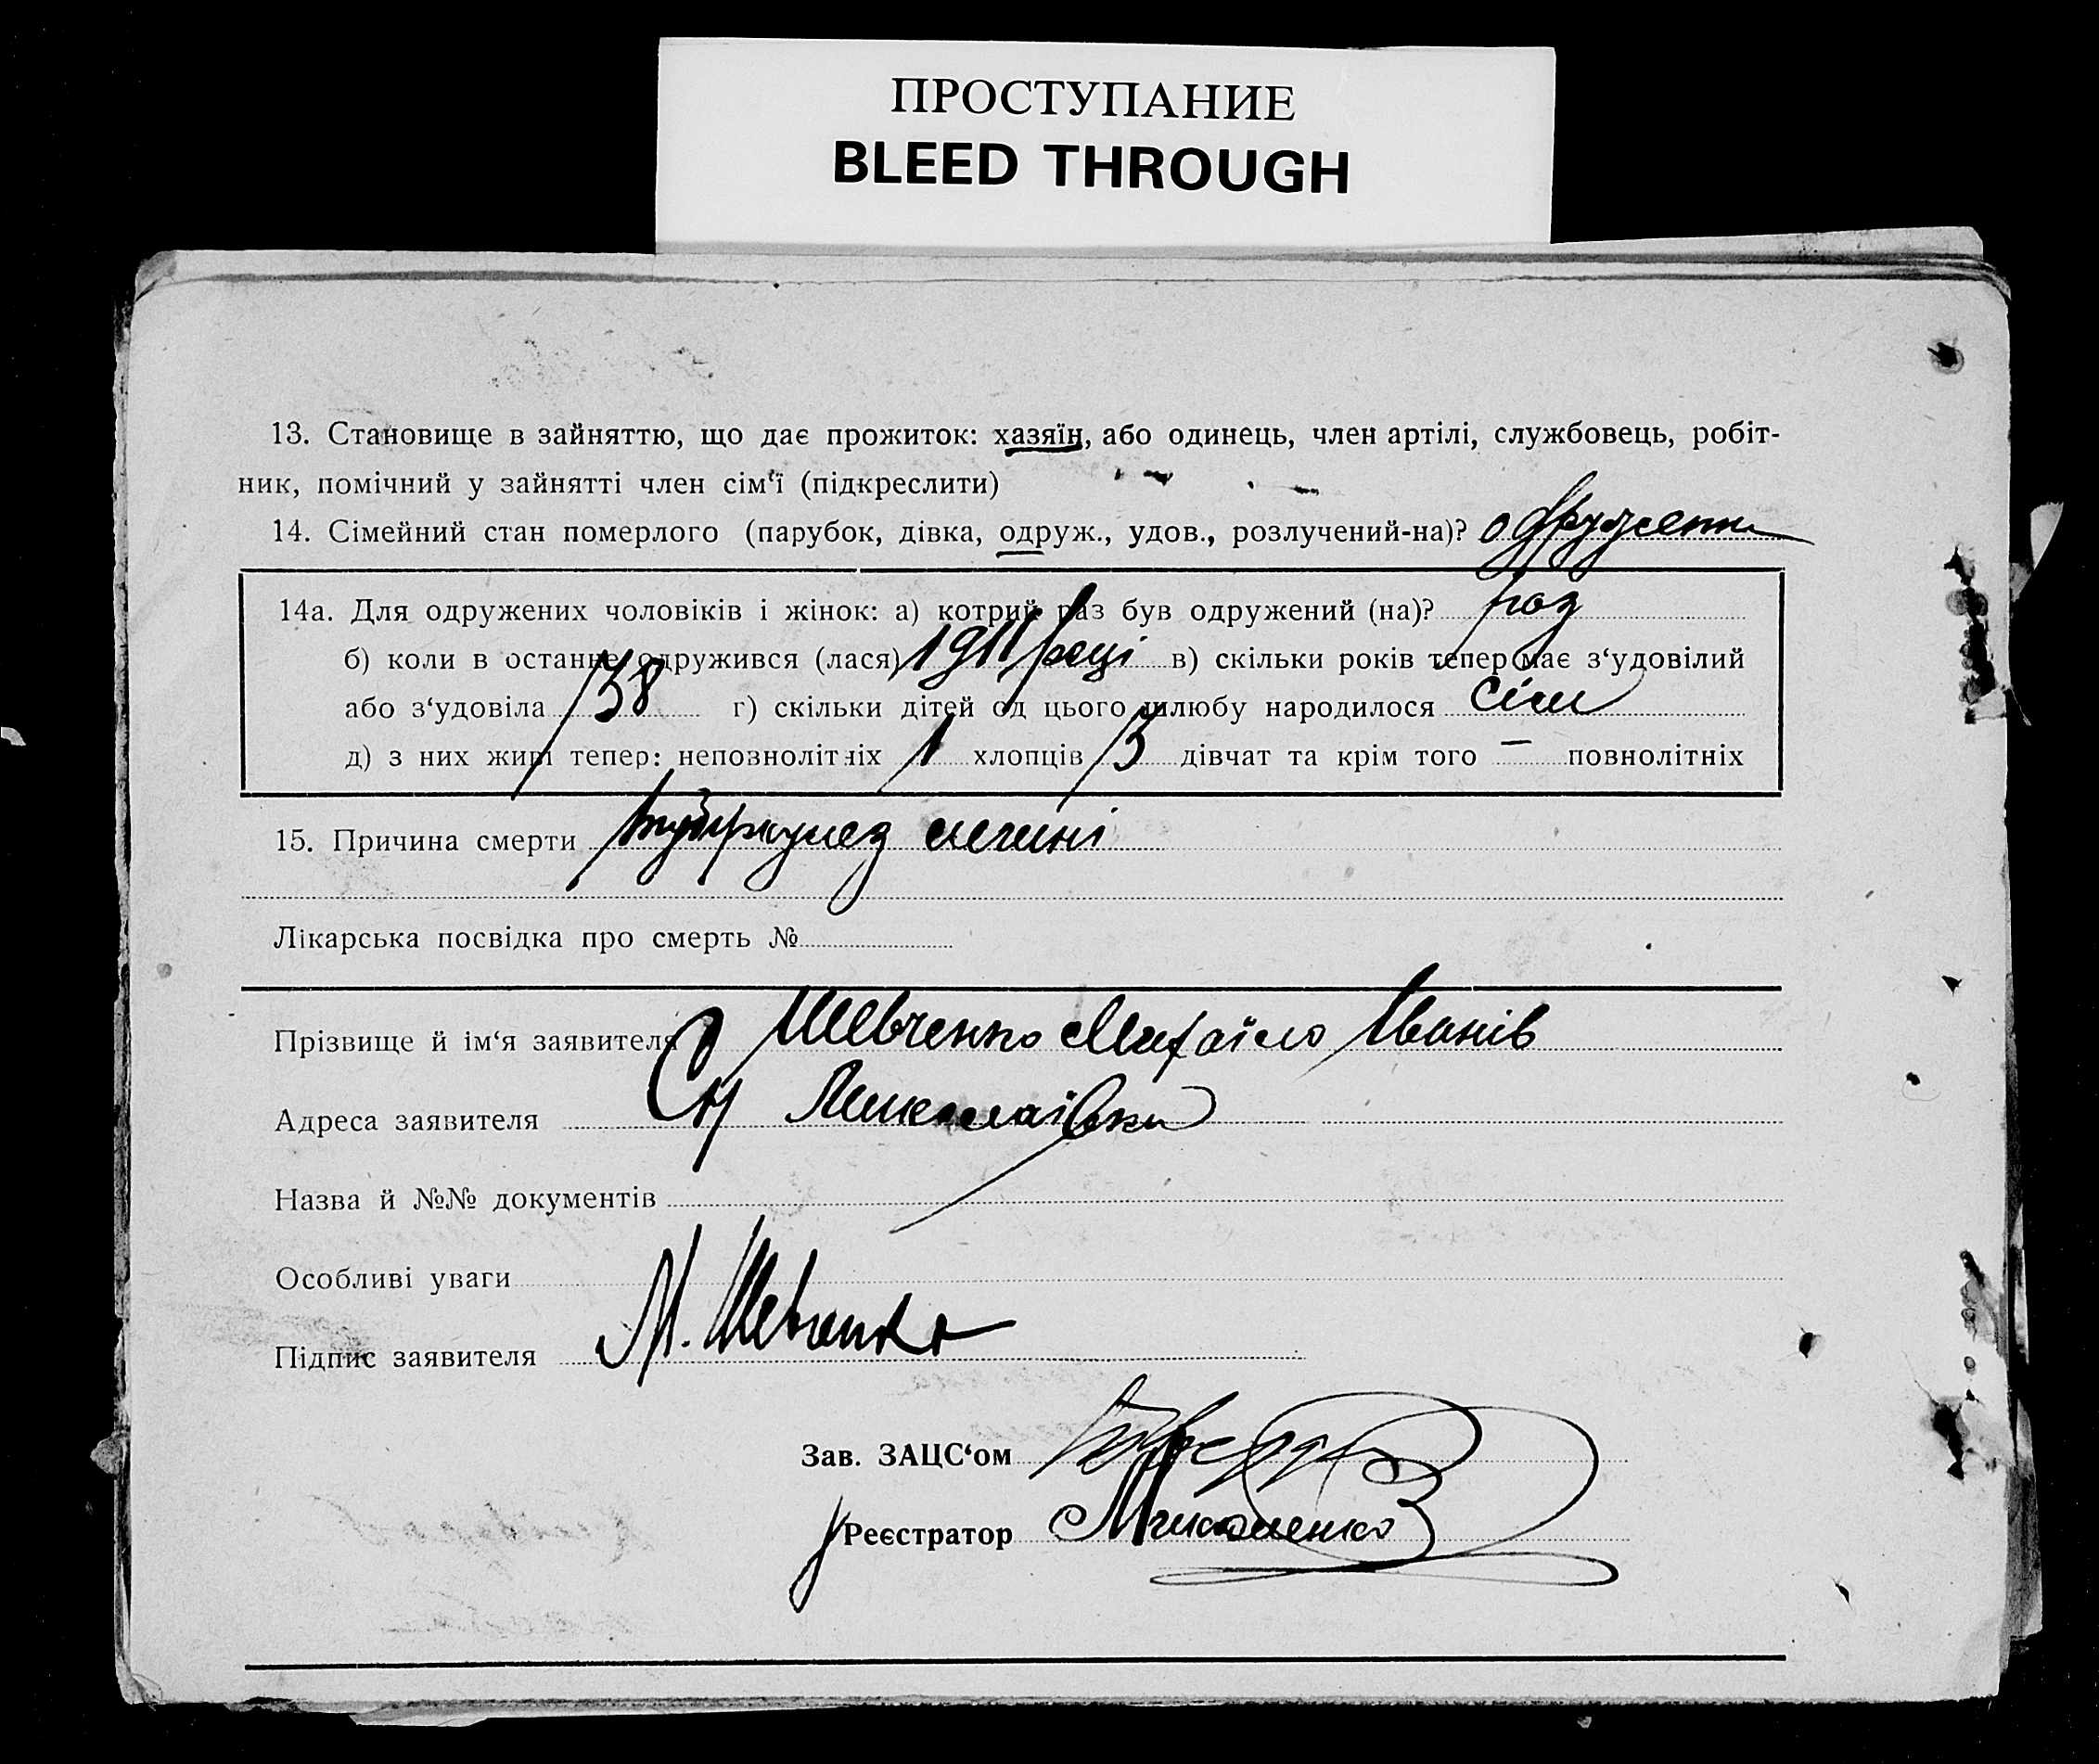 ПРОСТУПАНИЕ
BLEED THROUGH
13. Становище в зайняттю, що дає прожиток: хазяїн, або одинець, член артілі, службовець, робіт-
ник, помічний у зайнятті член сім‘ї (підкреслити)
14. Сімейний стан померлого (парубок, дівка, одруж., удов., розлучений-на)? одружени
14а. Для одружених чоловіків і жінок: а) котрий раз був одружений (на)? раз
б) коли в останнє одружився (лася) 1911 році в) скільки років тепер має з‘удовілий
або з‘удовіла 38 г) скільки дітей од цього шлюбу народилося сім
д) з них живі тепер: непознолітніх 1 хлопців 3 дівчат та крім того — повнолітніх
15. Причина смерти легині
Лікарська посвідка про смерть №
Прізвище й ім‘я заявителя Шевченко Михаіло Іванів
Адреса заявителя Миколаівки
Назва й №№ документів
Особливі уваги
Підпис заявителя М. Шевченко
Зав. ЗАЦС‘ом
Реєстратор